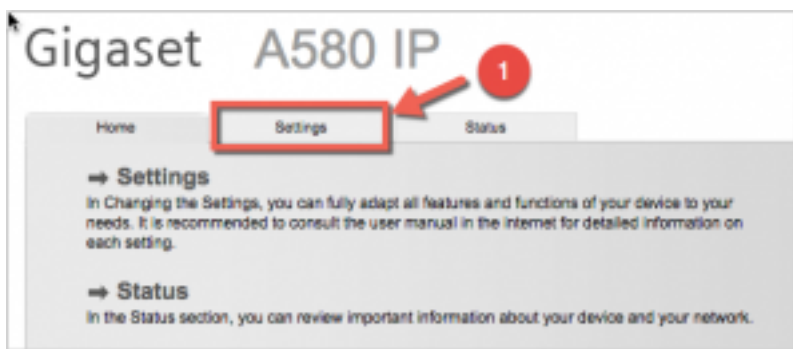 Gigaset A580 IP
1
Home Settings Status
➡ Settings
In Changing the Settings, you can fully adapt all features and functions of your device to your
needs. It is recommended to consult the user manual in the Internet for detailed information on
each setting.
➡ Status
In the Status section, you can review important information about your device and your network.